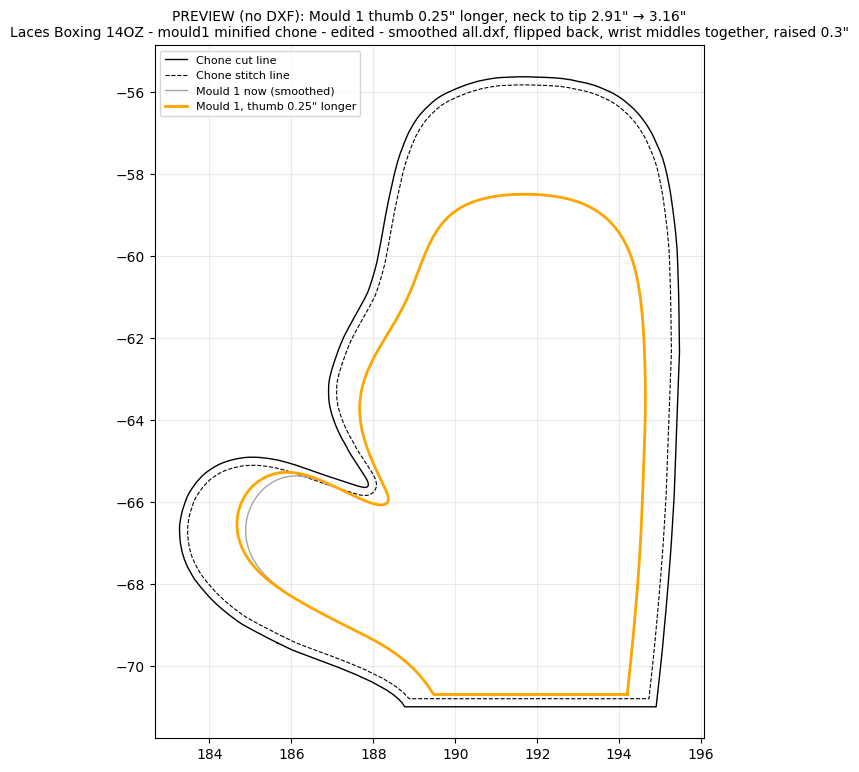 PREVIEW (no DXF): Mould 1 thumb 0.25" longer, neck to tip 2.91" → 3.16"
Laces Boxing 14OZ - mould1 minified chone - edited - smoothed all.dxf, flipped back, wrist middles together, raised 0.3"
Chone cut line
Chone stitch line
Mould 1 now (smoothed)
Mould 1, thumb 0.25" longer
−56
−58
−60
−62
−64
−66
−68
−70
184
186
188
190
192
194
196